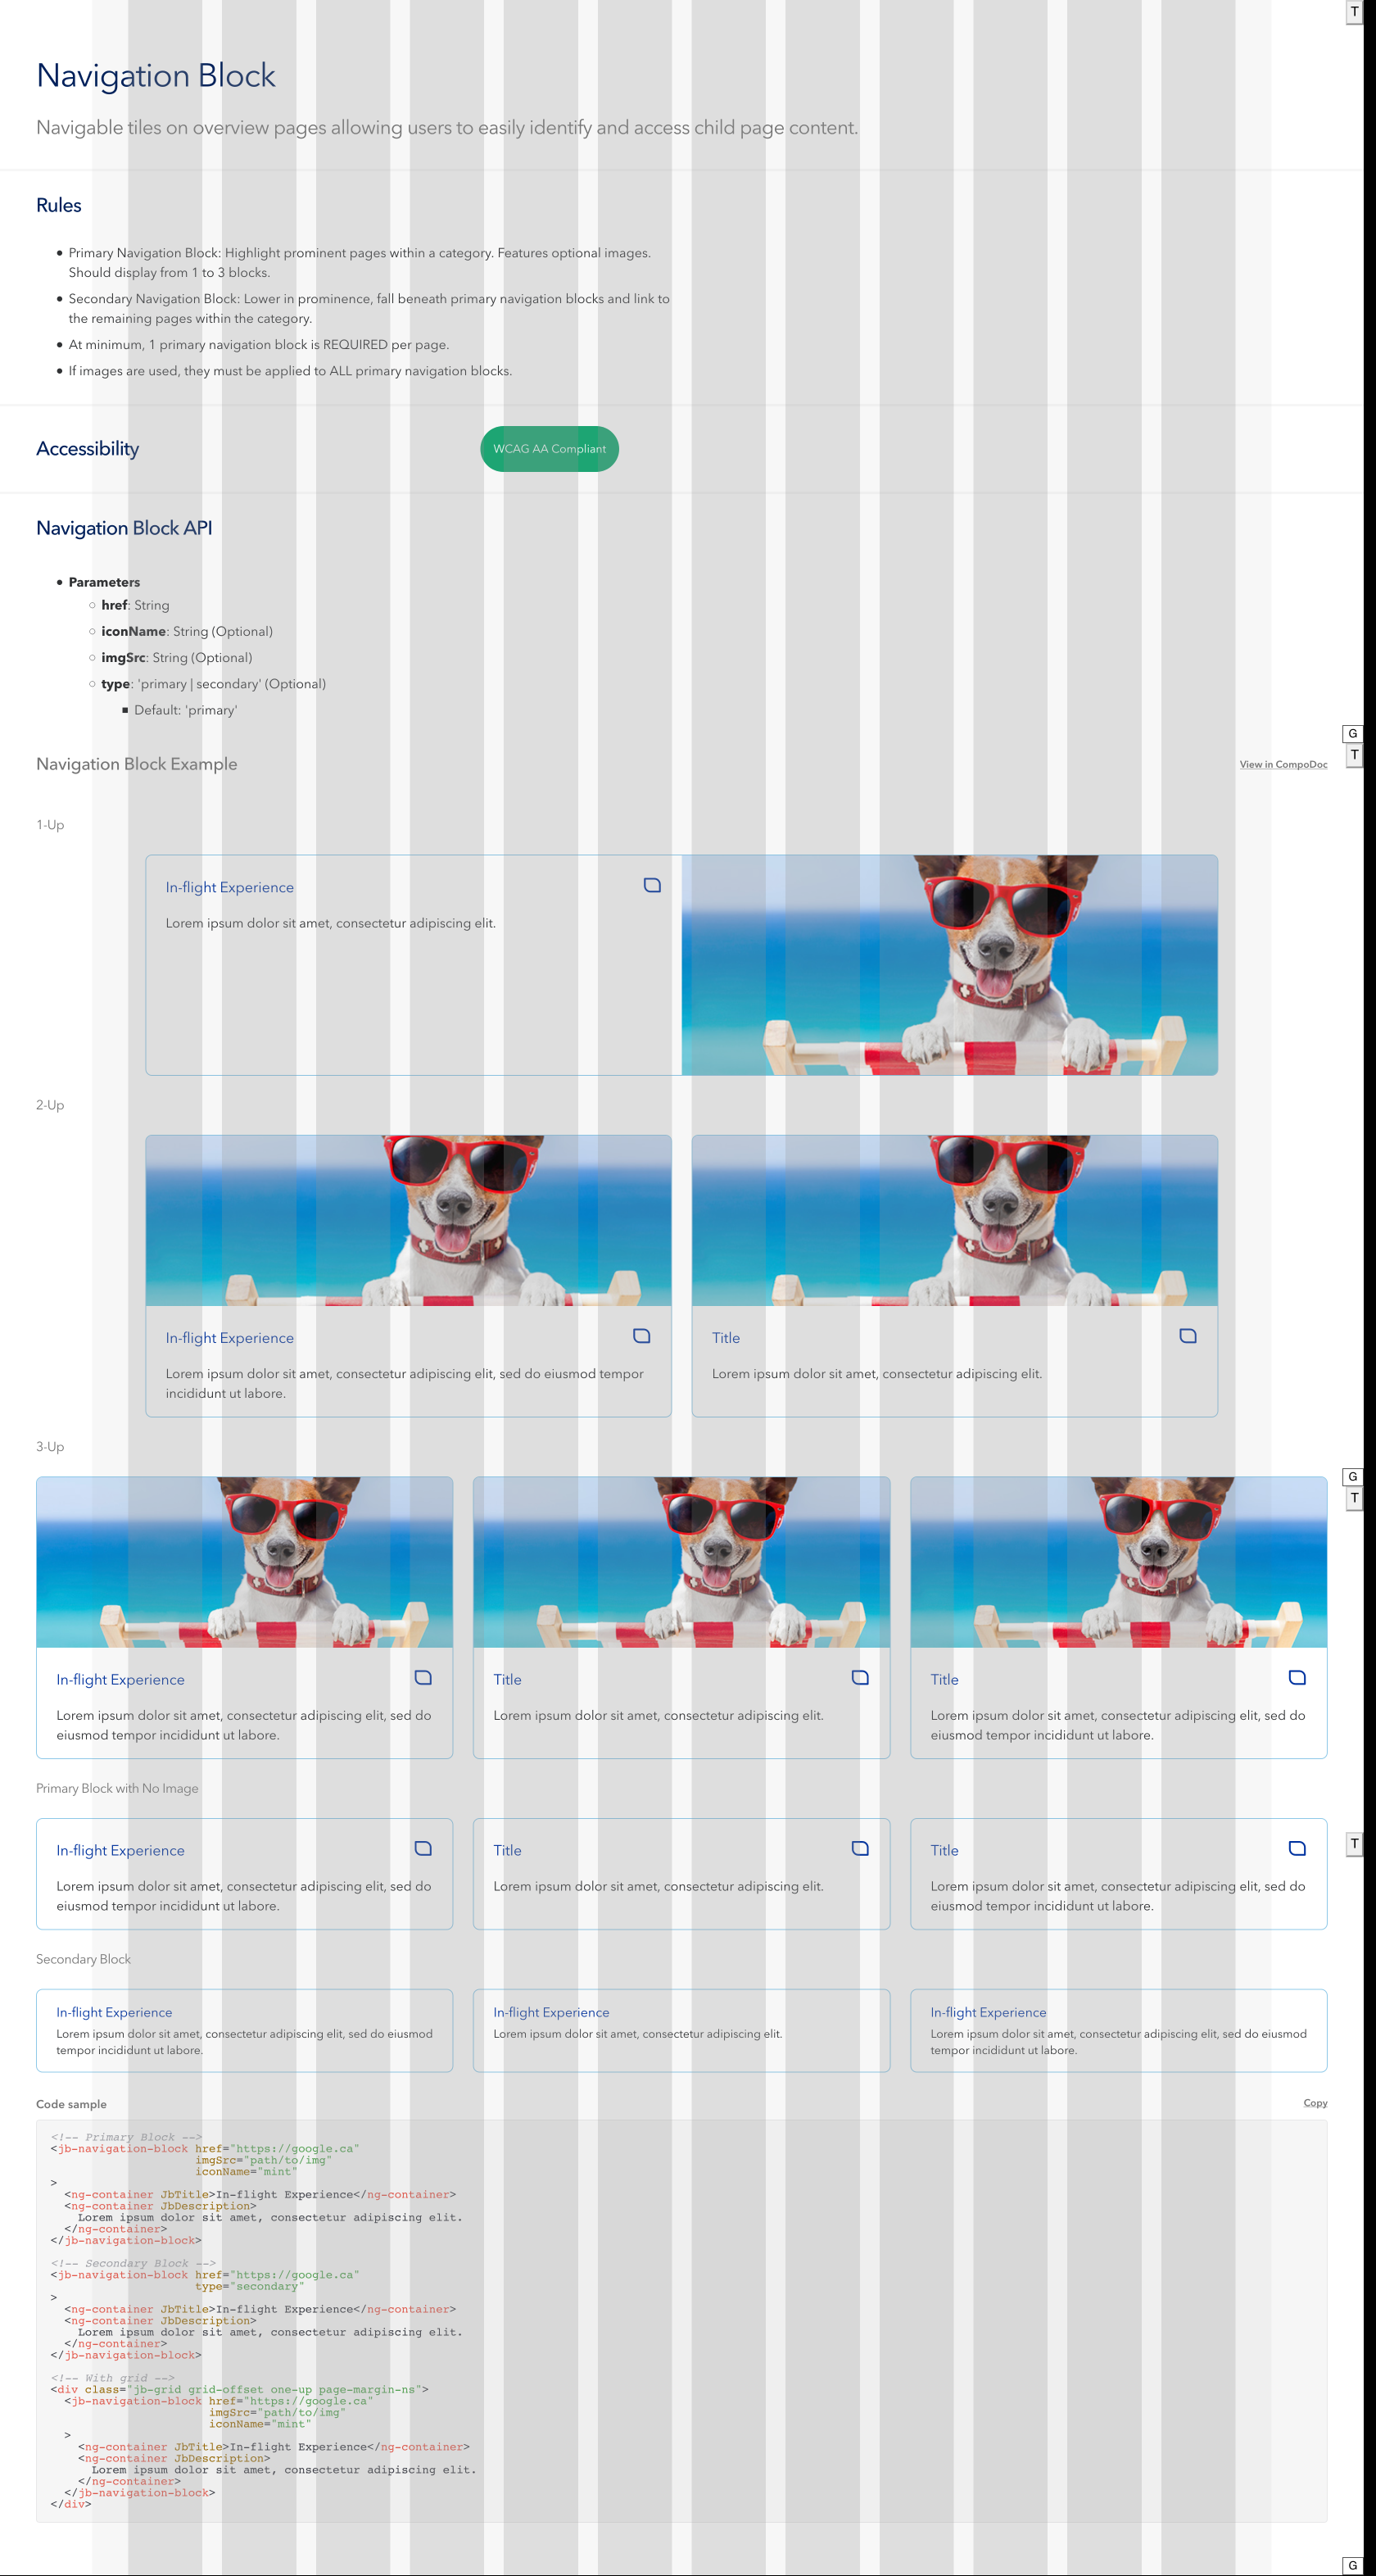 T
Navigation Block
Navigable tiles on overview pages allowing users to easily identify and access child page content.
Rules
Primary Navigation Block: Highlight prominent pages within a category. Features optional images.
Should display from 1 to 3 blocks.
Secondary Navigation Block: Lower in prominence, fall beneath primary navigation blocks and link to
the remaining pages within the category.
At minimum, 1 primary navigation block is REQUIRED per page.
If images are used, they must be applied to ALL primary navigation blocks.
Accessibility
WCAG AA Compliant
Navigation Block API
Parameters
href: String
iconName: String (Optional)
imgSrc: String (Optional)
type: 'primary | secondary' (Optional)
Default: 'primary'
G
Navigation Block Example
View in CompoDoc
T
1-Up
In-flight Experience
Lorem ipsum dolor sit amet, consectetur adipiscing elit.
2-Up
In-flight Experience
Lorem ipsum dolor sit amet, consectetur adipiscing elit, sed do eiusmod tempor
incididunt ut labore.
Title
Lorem ipsum dolor sit amet, consectetur adipiscing elit.
3-Up
G
T
In-flight Experience
Lorem ipsum dolor sit amet, consectetur adipiscing elit, sed do
eiusmod tempor incididunt ut labore.
Title
Lorem ipsum dolor sit amet, consectetur adipiscing elit.
Title
Lorem ipsum dolor sit amet, consectetur adipiscing elit, sed do
eiusmod tempor incididunt ut labore.
Primary Block with No Image
In-flight Experience
Lorem ipsum dolor sit amet, consectetur adipiscing elit, sed do
eiusmod tempor incididunt ut labore.
Title
Lorem ipsum dolor sit amet, consectetur adipiscing elit.
Title
Lorem ipsum dolor sit amet, consectetur adipiscing elit, sed do
eiusmod tempor incididunt ut labore.
T
Secondary Block
In-flight Experience
Lorem ipsum dolor sit amet, consectetur adipiscing elit, sed do eiusmod
tempor incididunt ut labore.
In-flight Experience
Lorem ipsum dolor sit amet, consectetur adipiscing elit.
In-flight Experience
Lorem ipsum dolor sit amet, consectetur adipiscing elit, sed do eiusmod
tempor incididunt ut labore.
Code sample
Copy
<!-- Primary Block -->
<jb-navigation-block href="https://google.ca"
imgSrc="path/to/img"
iconName="mint"
>
<ng-container JbTitle>In-flight Experience</ng-container>
<ng-container JbDescription>
Lorem ipsum dolor sit amet, consectetur adipiscing elit.
</ng-container>
</jb-navigation-block>
<!-- Secondary Block -->
<jb-navigation-block href="https://google.ca"
type="secondary"
>
<ng-container JbTitle>In-flight Experience</ng-container>
<ng-container JbDescription>
Lorem ipsum dolor sit amet, consectetur adipiscing elit.
</ng-container>
</jb-navigation-block>
<!-- With grid -->
<div class="jb-grid grid-offset one-up page-margin-ns">
<jb-navigation-block href="https://google.ca"
imgSrc="path/to/img"
iconName="mint"
>
<ng-container JbTitle>In-flight Experience</ng-container>
<ng-container JbDescription>
Lorem ipsum dolor sit amet, consectetur adipiscing elit.
</ng-container>
</jb-navigation-block>
</div>
G